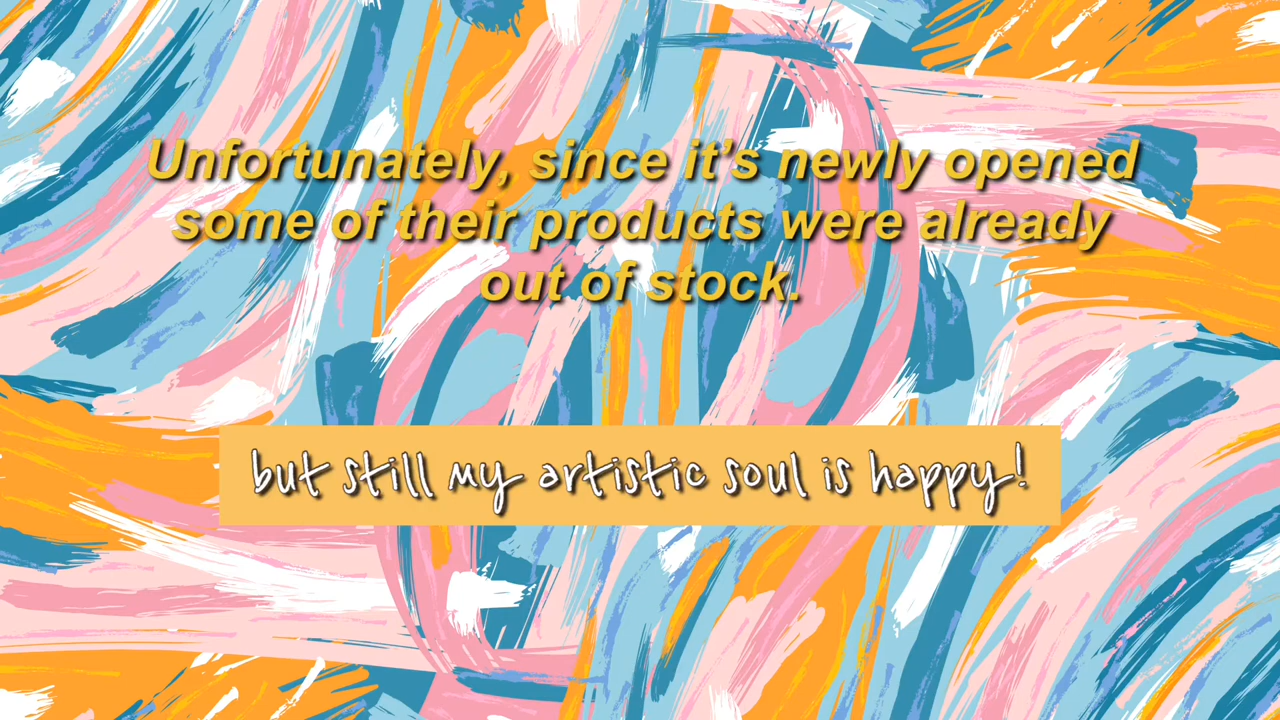 Unfortunately, since it's newly opened
some of their products were already
out of stock.
but still my artistic soul is happy!